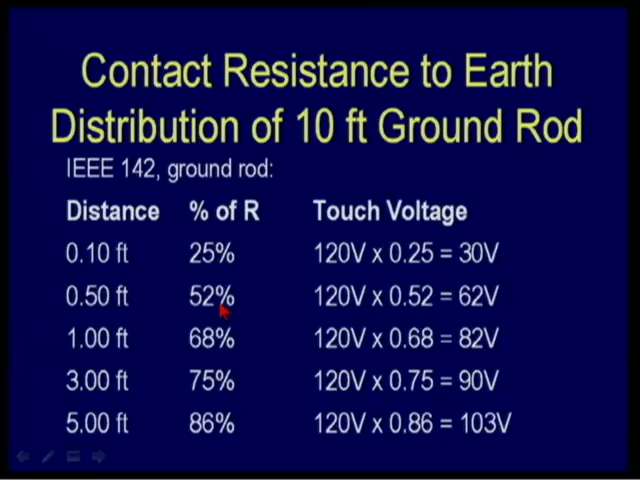 Contact Resistance to Earth
Distribution of 10 ft Ground Rod
IEEE 142, ground rod:
Distance % of R Touch Voltage
0.10 ft 25% 120V x 0.25 = 30V
0.50 ft 52% 120V x 0.52 = 62V
1.00 ft 68% 120V x 0.68 = 82V
3.00 ft 75% 120V x 0.75 = 90V
5.00 ft 86% 120V x 0.86 = 103V